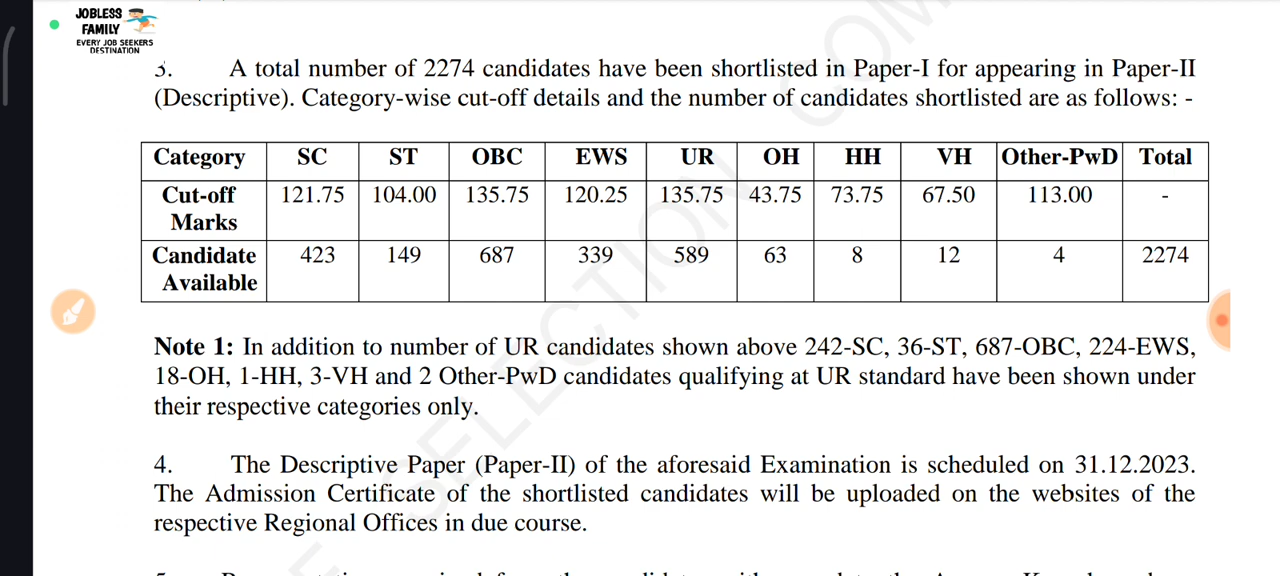 JOBLESS
FAMILY
EVERY JOB SEEKERS
DESTINATION
3. A total number of 2274 candidates have been shortlisted in Paper-I for appearing in Paper-II
(Descriptive). Category-wise cut-off details and the number of candidates shortlisted are as follows: -
Category SC ST OBC EWS UR OH HH VH Other-PwD Total
Cut-off Marks 121.75 104.00 135.75 120.25 135.75 43.75 73.75 67.50 113.00 -
Candidate Available 423 149 687 339 589 63 8 12 4 2274
Note 1: In addition to number of UR candidates shown above 242-SC, 36-ST, 687-OBC, 224-EWS,
18-OH, 1-HH, 3-VH and 2 Other-PwD candidates qualifying at UR standard have been shown under
their respective categories only.
4. The Descriptive Paper (Paper-II) of the aforesaid Examination is scheduled on 31.12.2023.
The Admission Certificate of the shortlisted candidates will be uploaded on the websites of the
respective Regional Offices in due course.
SELECTION COM